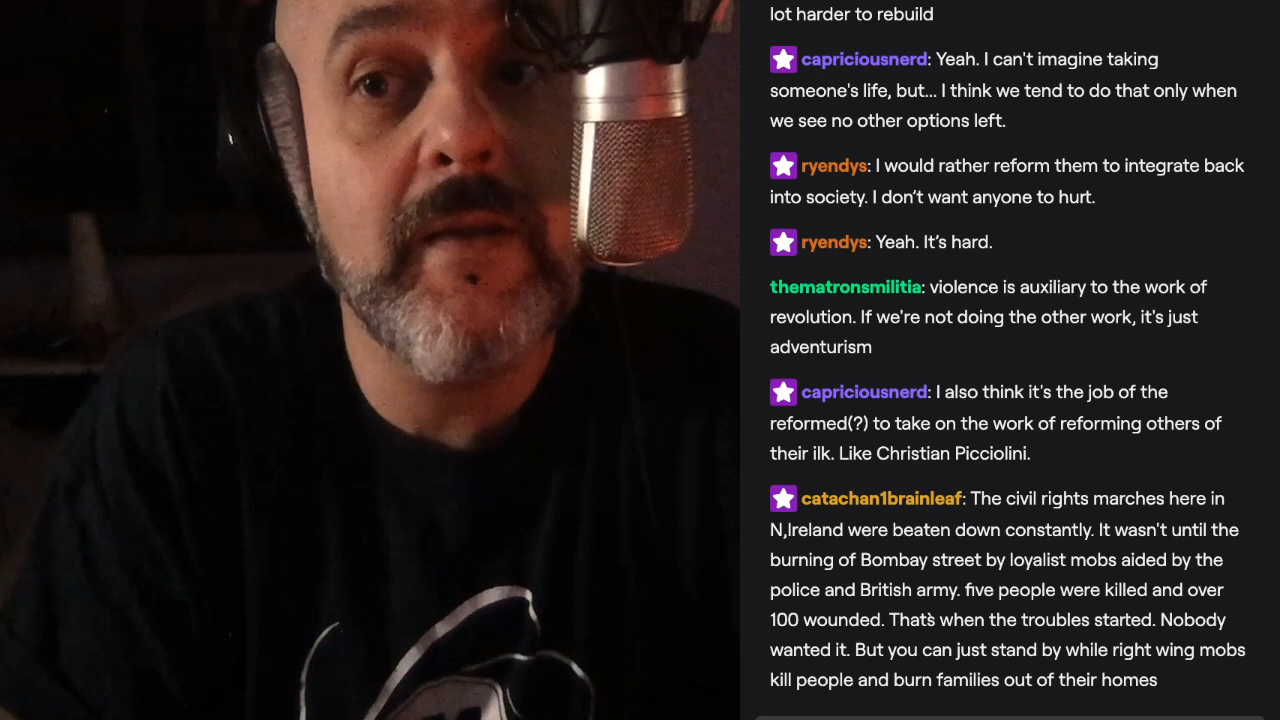 lot harder to rebuild
capriciousnerd: Yeah. I can't imagine taking
someone's life, but... I think we tend to do that only when
we see no other options left.
ryendys: I would rather reform them to integrate back
into society. I don’t want anyone to hurt.
ryendys: Yeah. It’s hard.
thematronsmilitia: violence is auxiliary to the work of
revolution. If we're not doing the other work, it's just
adventurism
capriciousnerd: I also think it's the job of the
reformed(?) to take on the work of reforming others of
their ilk. Like Christian Picciolini.
catachan1brainleaf: The civil rights marches here in
N,Ireland were beaten down constantly. It wasn't until the
burning of Bombay street by loyalist mobs aided by the
police and British army. five people were killed and over
100 wounded. That`s when the troubles started. Nobody
wanted it. But you can just stand by while right wing mobs
kill people and burn families out of their homes